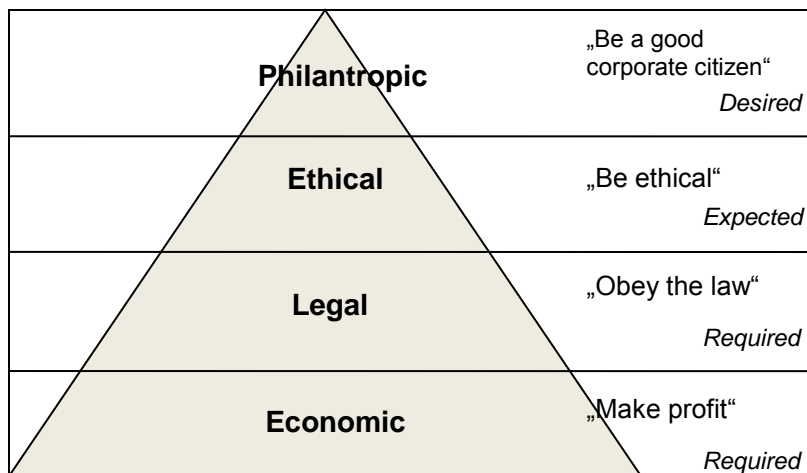 Philantropic
„Be a good
corporate citizen“
Desired
Ethical
„Be ethical“
Expected
Legal
„Obey the law“
Required
Economic
„Make profit“
Required